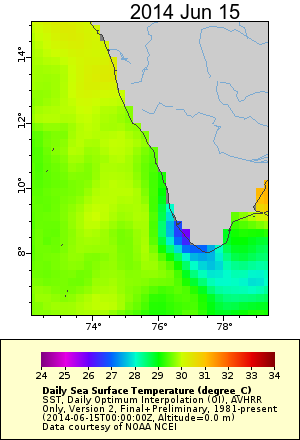 2014 Jun 15
14°
12°
10°
8°
74° 76° 78°
24 25 26 27 28 29 30 31 32 33 34
Daily Sea Surface Temperature (degree_C)
SST, Daily Optimum Interpolation (OI), AVHRR
Only, Version 2, Final+Preliminary, 1981-present
(2014-06-15T00:00:00Z, Altitude=0.0 m)
Data courtesy of NOAA NCEI